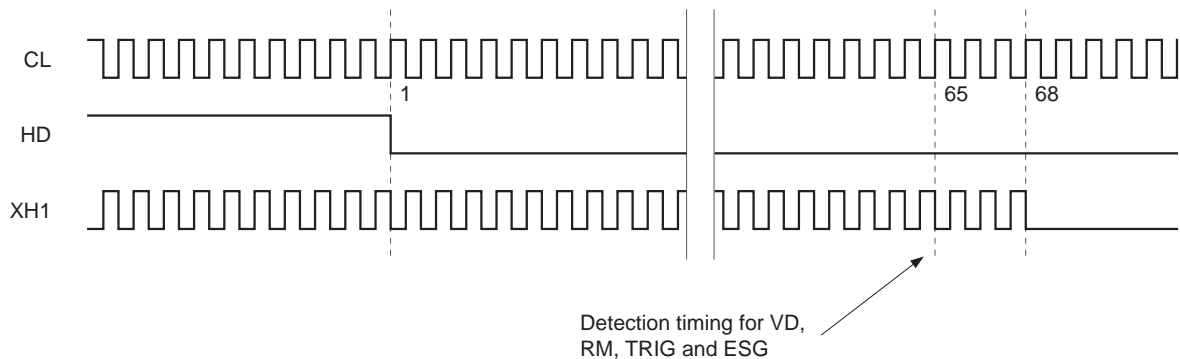 CL
1
65
68
HD
XH1
Detection timing for VD,
RM, TRIG and ESG